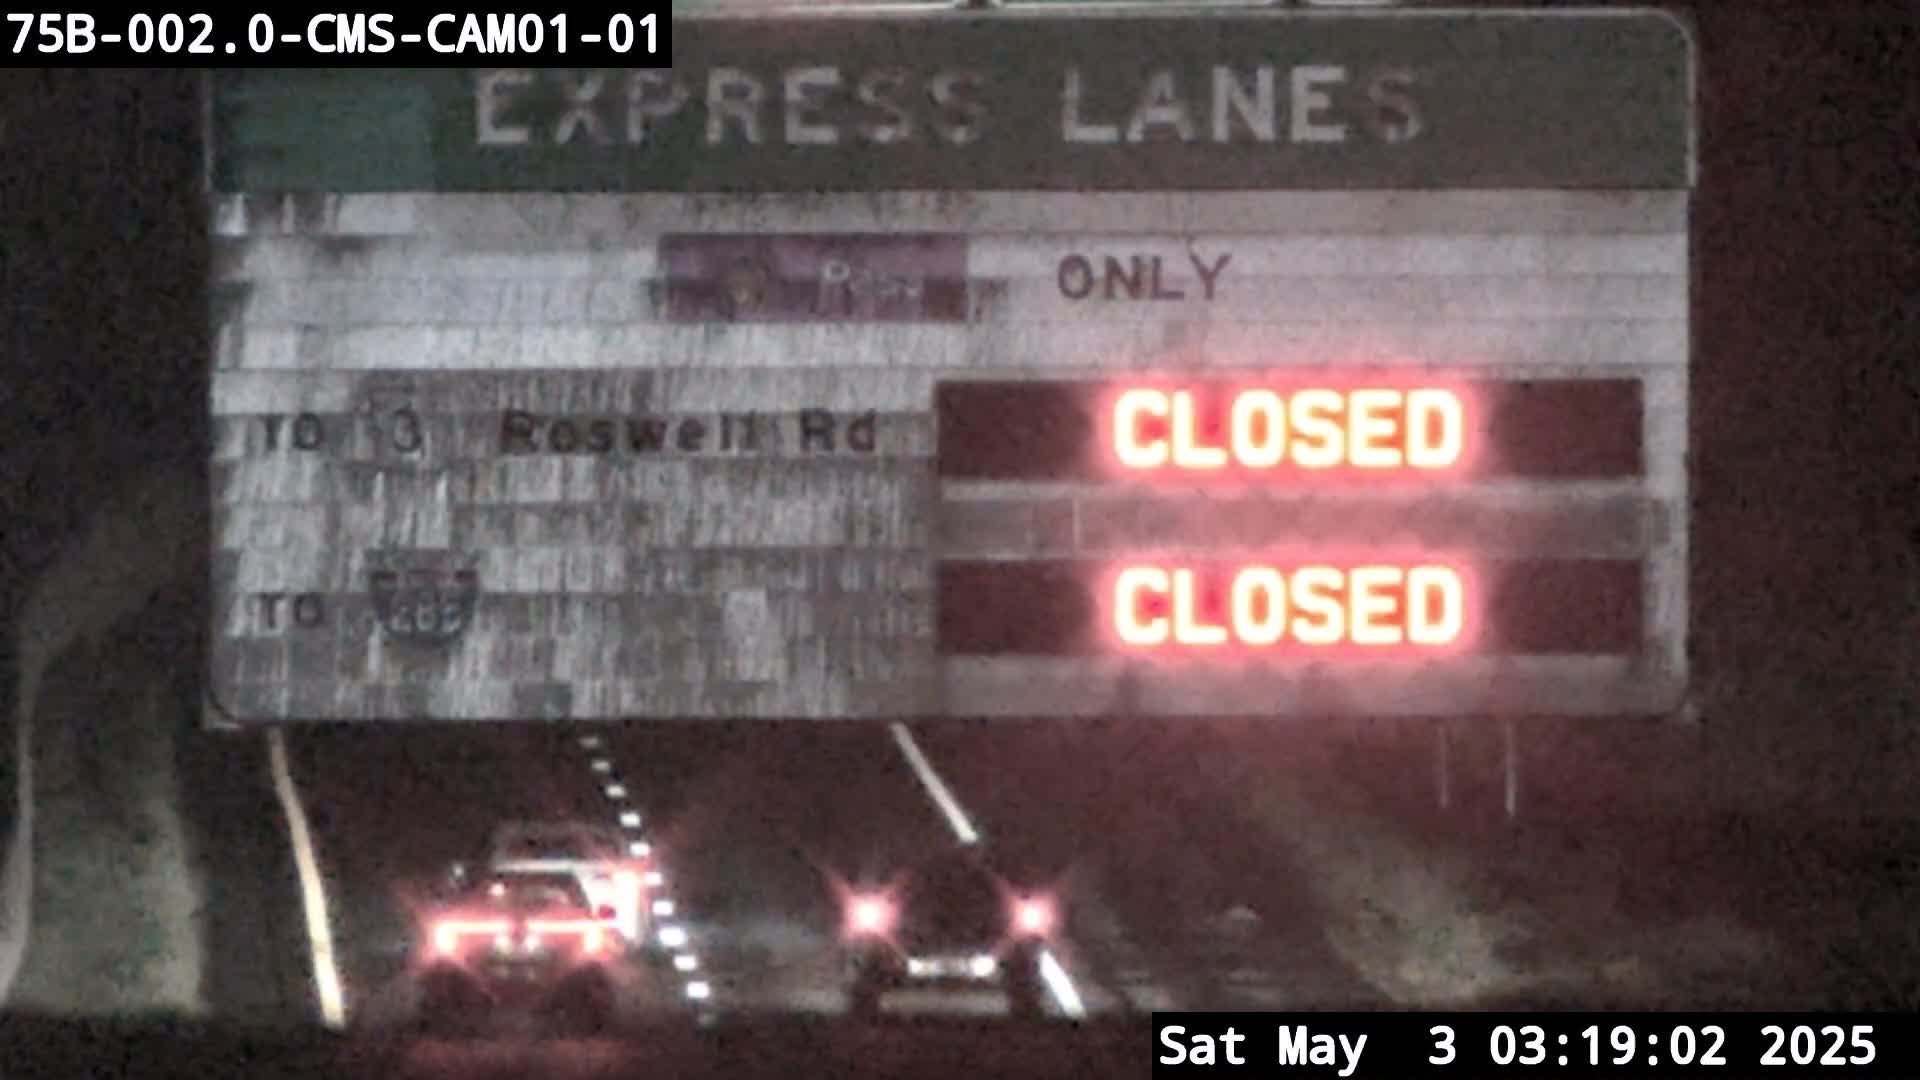 75B-002.0-CMS-CAM01-01
EXPRESS LANES
ONLY
TO 3 Roswell Rd CLOSED
TO 285 CLOSED
Sat May 3 03:19:02 2025